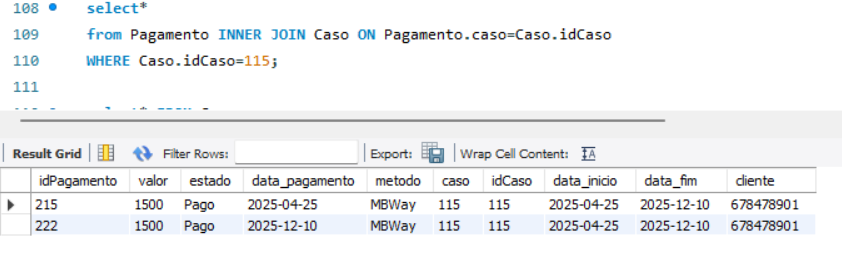 108 select*
109 from Pagamento INNER JOIN Caso ON Pagamento.caso=Caso.idCaso
110 WHERE Caso.idCaso=115;
111
Result Grid Filter Rows: Export: Wrap Cell Content:
idPagamento valor estado data_pagamento metodo caso idCaso data_inicio data_fim cliente
215 1500 Pago 2025-04-25 MBWay 115 115 2025-04-25 2025-12-10 678478901
222 1500 Pago 2025-12-10 MBWay 115 115 2025-04-25 2025-12-10 678478901